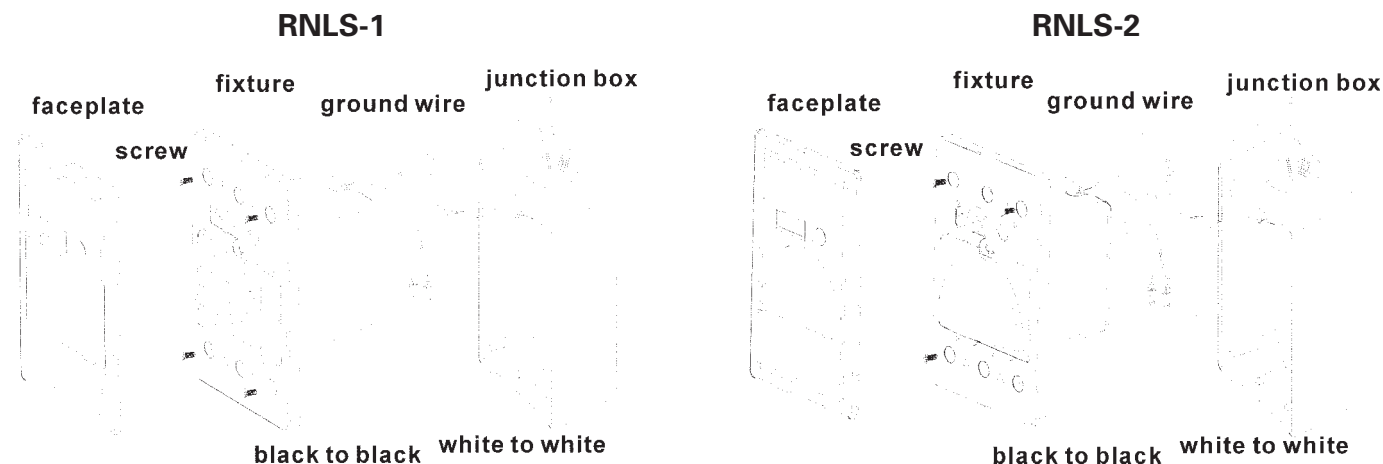 RNLS-1
fixture
junction box
faceplate
ground wire
screw
black to black
white to white
RNLS-2
fixture
junction box
faceplate
ground wire
screw
black to black
white to white